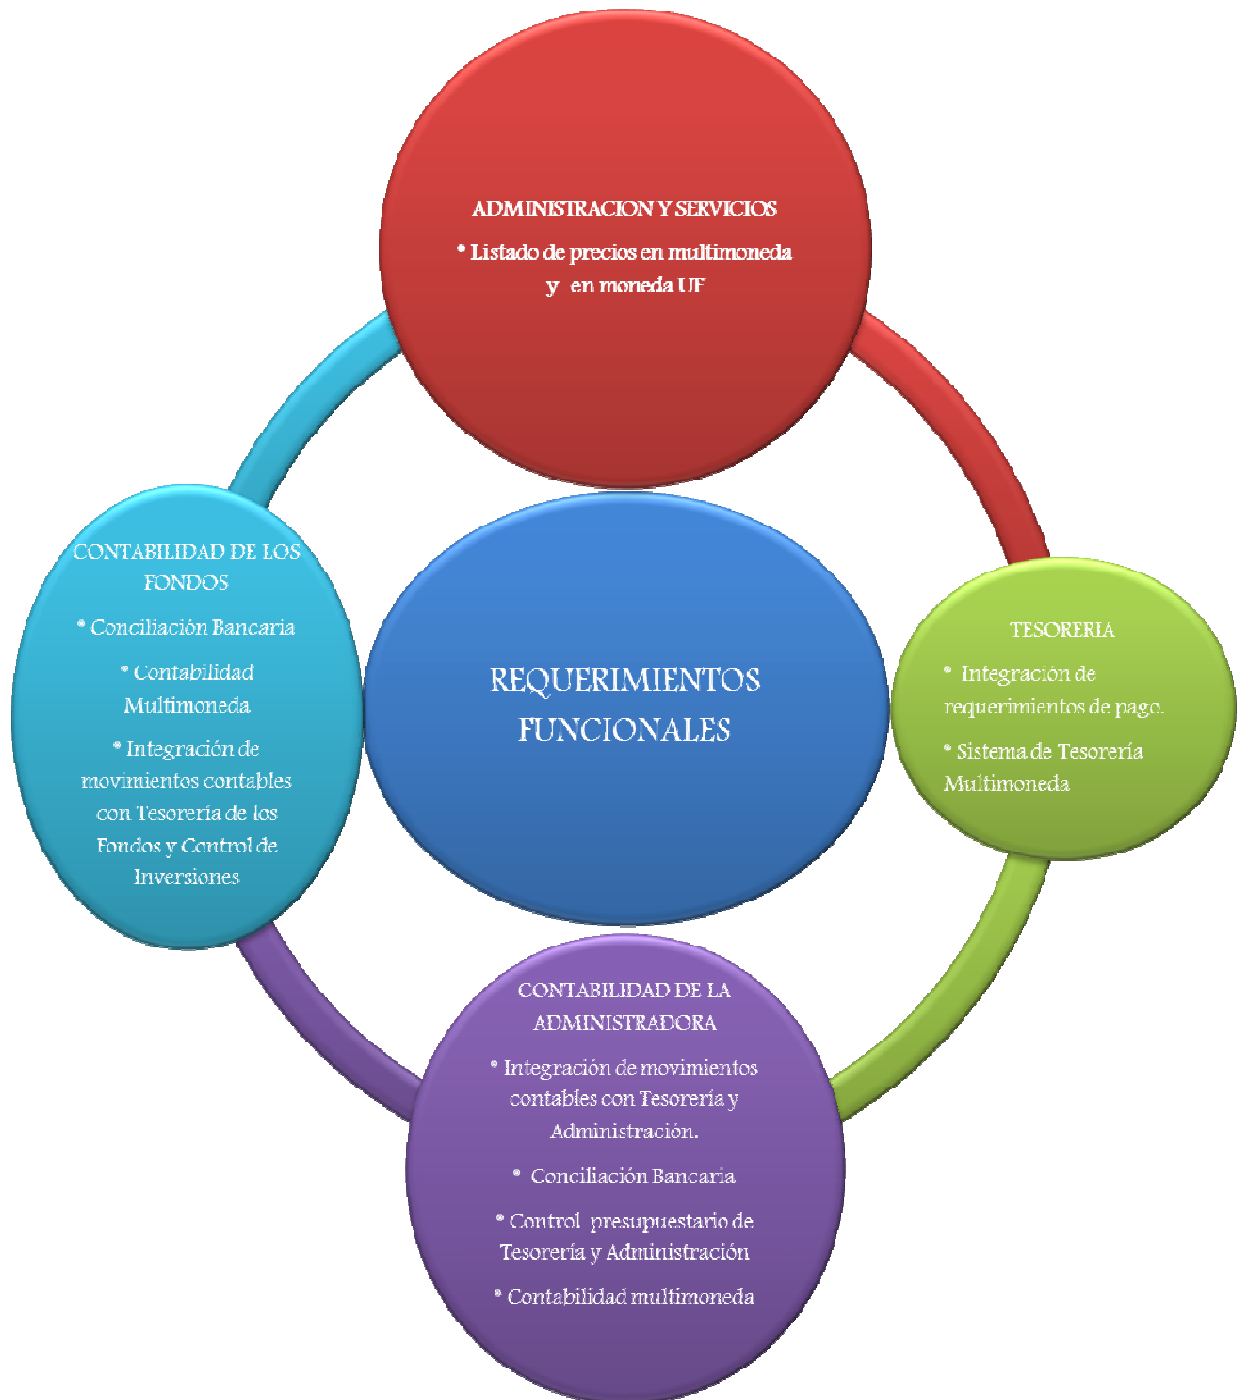 ADMINISTRACION Y SERVICIOS
* Listado de precios en multimoneda
y en moneda UF
CONTABILIDAD DE LOS
FONDOS
* Conciliación Bancaria
* Contabilidad
Multimoneda
* Integración de
movimientos contables
con Tesorería de los
Fondos y Control de
Inversiones
REQUERIMIENTOS
FUNCIONALES
TESORERIA
* Integración de
requerimientos de pago.
* Sistema de Tesorería
Multimoneda
CONTABILIDAD DE LA
ADMINISTRADORA
* Integración de movimientos
contables con Tesorería y
Administración.
* Conciliación Bancaria
* Control presupuestario de
Tesorería y Administración
* Contabilidad multimoneda